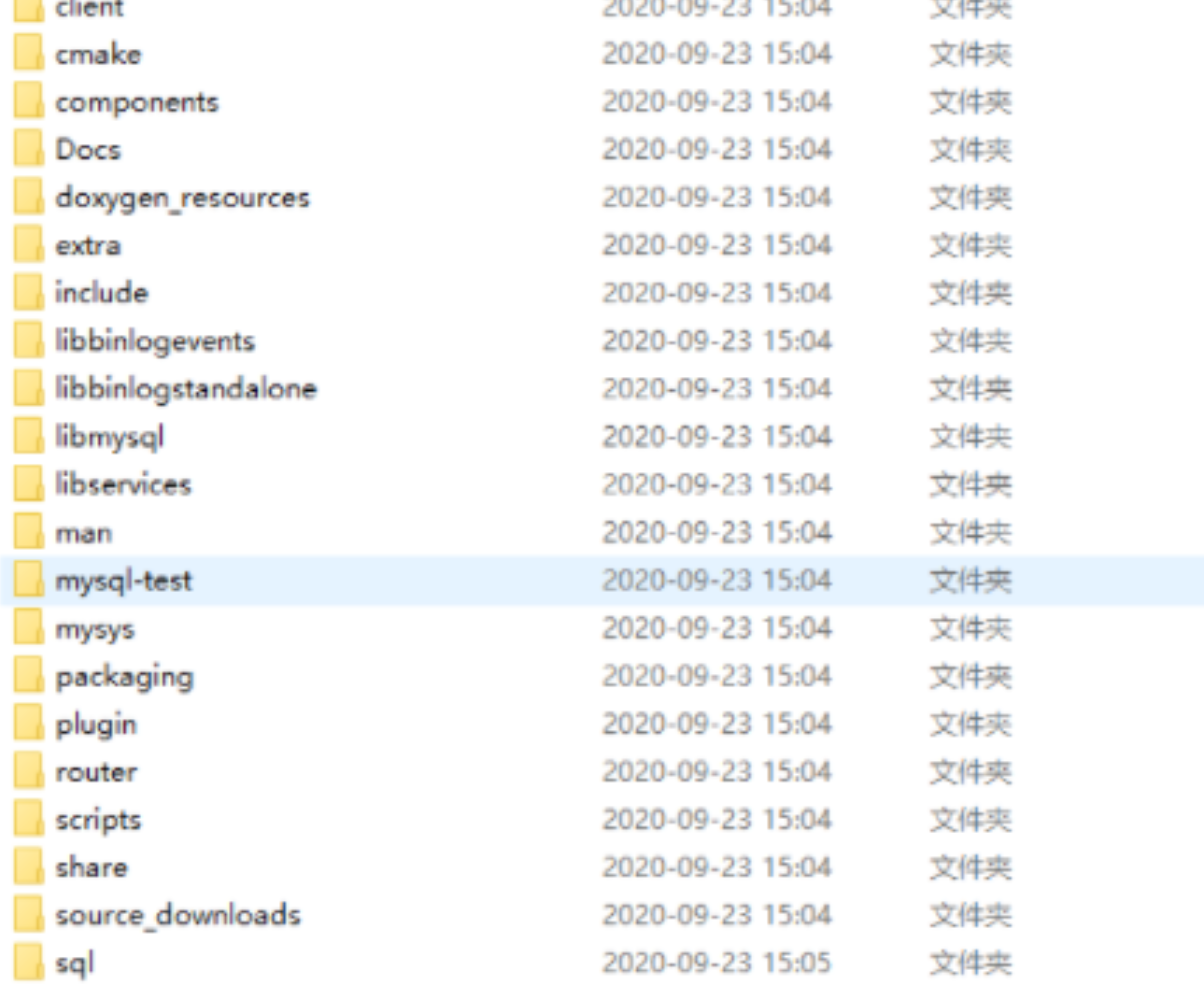 client 2020-09-23 15:04 文件夹
cmake 2020-09-23 15:04 文件夹
components 2020-09-23 15:04 文件夹
Docs 2020-09-23 15:04 文件夹
doxygen_resources 2020-09-23 15:04 文件夹
extra 2020-09-23 15:04 文件夹
include 2020-09-23 15:04 文件夹
libbinlogevents 2020-09-23 15:04 文件夹
libbinlogstandalone 2020-09-23 15:04 文件夹
libmysql 2020-09-23 15:04 文件夹
libservices 2020-09-23 15:04 文件夹
man 2020-09-23 15:04 文件夹
mysql-test 2020-09-23 15:04 文件夹
mysys 2020-09-23 15:04 文件夹
packaging 2020-09-23 15:04 文件夹
plugin 2020-09-23 15:04 文件夹
router 2020-09-23 15:04 文件夹
scripts 2020-09-23 15:04 文件夹
share 2020-09-23 15:04 文件夹
source_downloads 2020-09-23 15:04 文件夹
sql 2020-09-23 15:05 文件夹